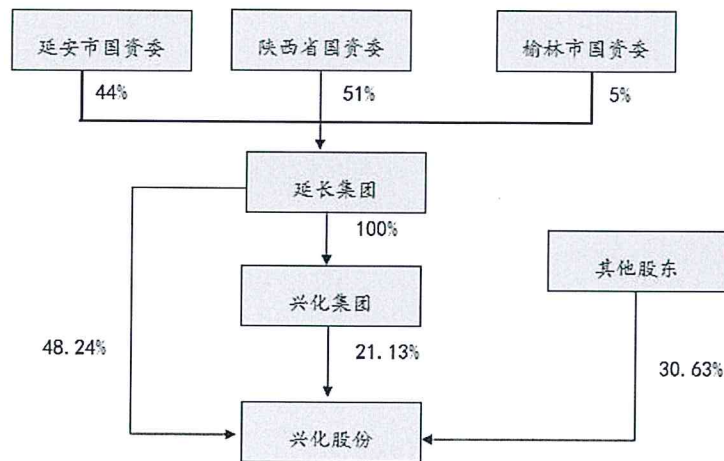 延安市国资委
陕西省国资委
榆林市国资委
44%
51%
5%
延长集团
100%
其他股东
兴化集团
48.24%
21.13%
30.63%
兴化股份